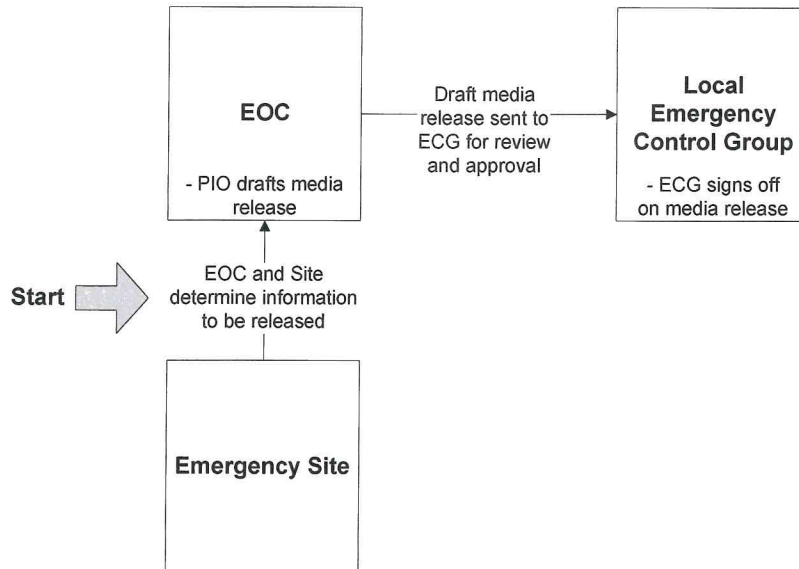 EOC
- PIO drafts media
release
Draft media
release sent to
ECG for review
and approval
Local
Emergency
Control Group
- ECG signs off
on media release
Start
EOC and Site
determine information
to be released
Emergency Site